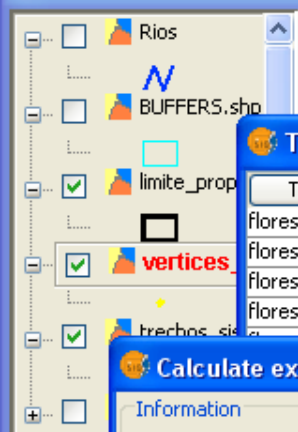 Rios
BUFFERS.shp
limite_prop
T
T
flores
vertices_
flores
flores
flores
trechos_sis
Calculate ex
Information